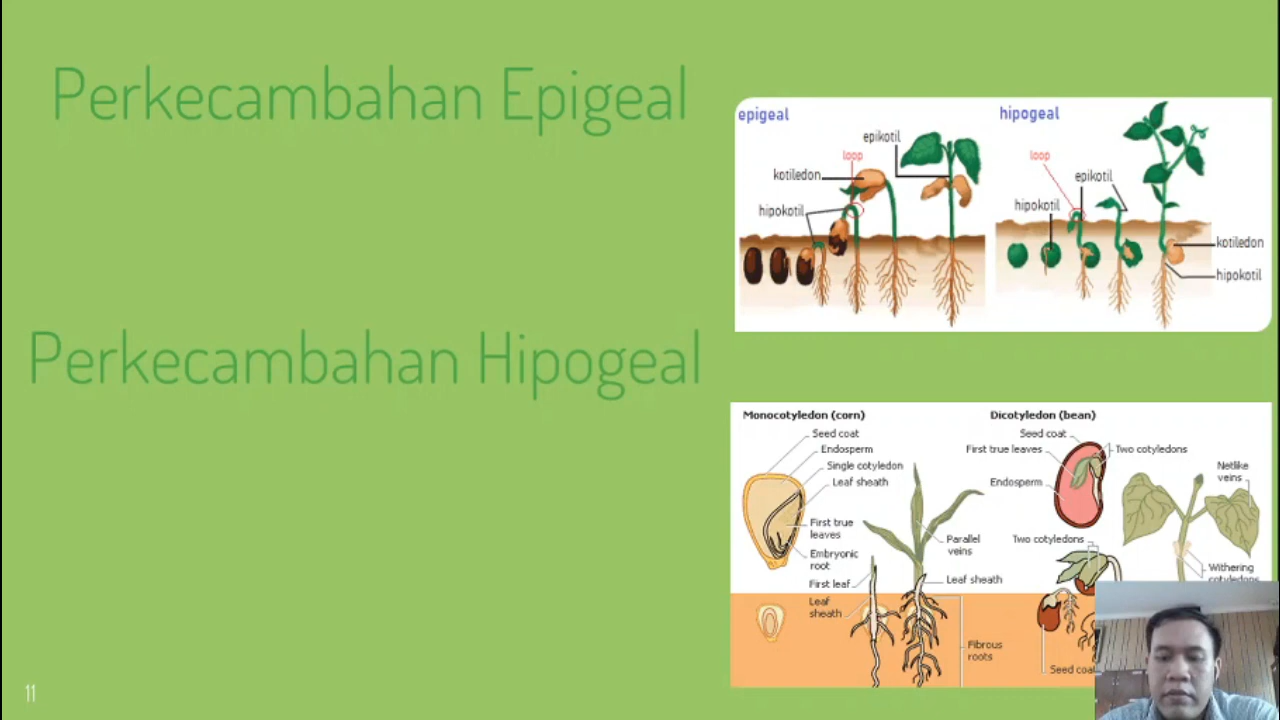 Perkecambahan Epigeal
Perkecambahan Hipogeal
11
epigeal
epikotil
loop
kotiledon
hipokotil
hipogeal
loop
epikotil
hipokotil
kotiledon
hipokotil
Monocotyledon (corn)
Seed coat
Endosperm
Single cotyledon
Leaf sheath
First true
leaves
Embryonic
root
First leaf
Leaf
sheath
Parallel
veins
Leaf sheath
Fibrous
roots
Dicotyledon (bean)
Seed coat
First true leaves
Two cotyledons
Endosperm
Netlike
veins
Two cotyledons
Withering
cotyledons
Seed coat